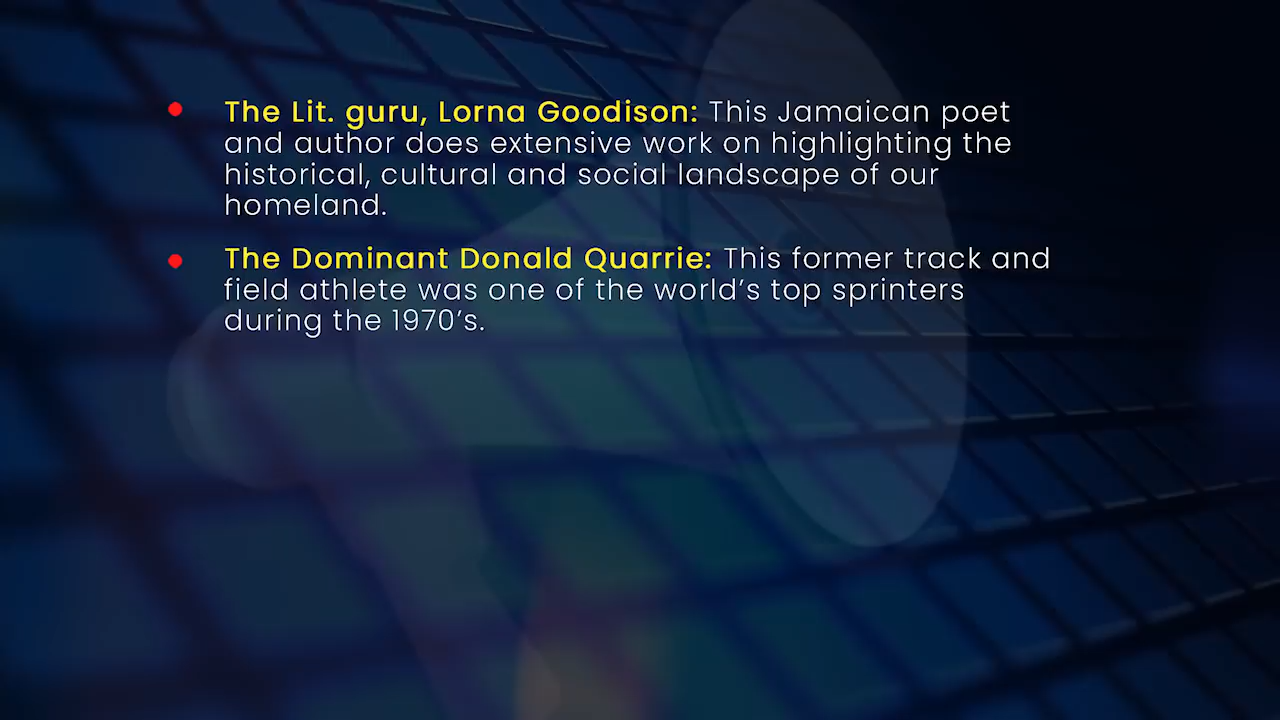 The Lit. guru, Lorna Goodison: This Jamaican poet
and author does extensive work on highlighting the
historical, cultural and social landscape of our
homeland.
The Dominant Donald Quarrie: This former track and
field athlete was one of the world’s top sprinters
during the 1970’s.